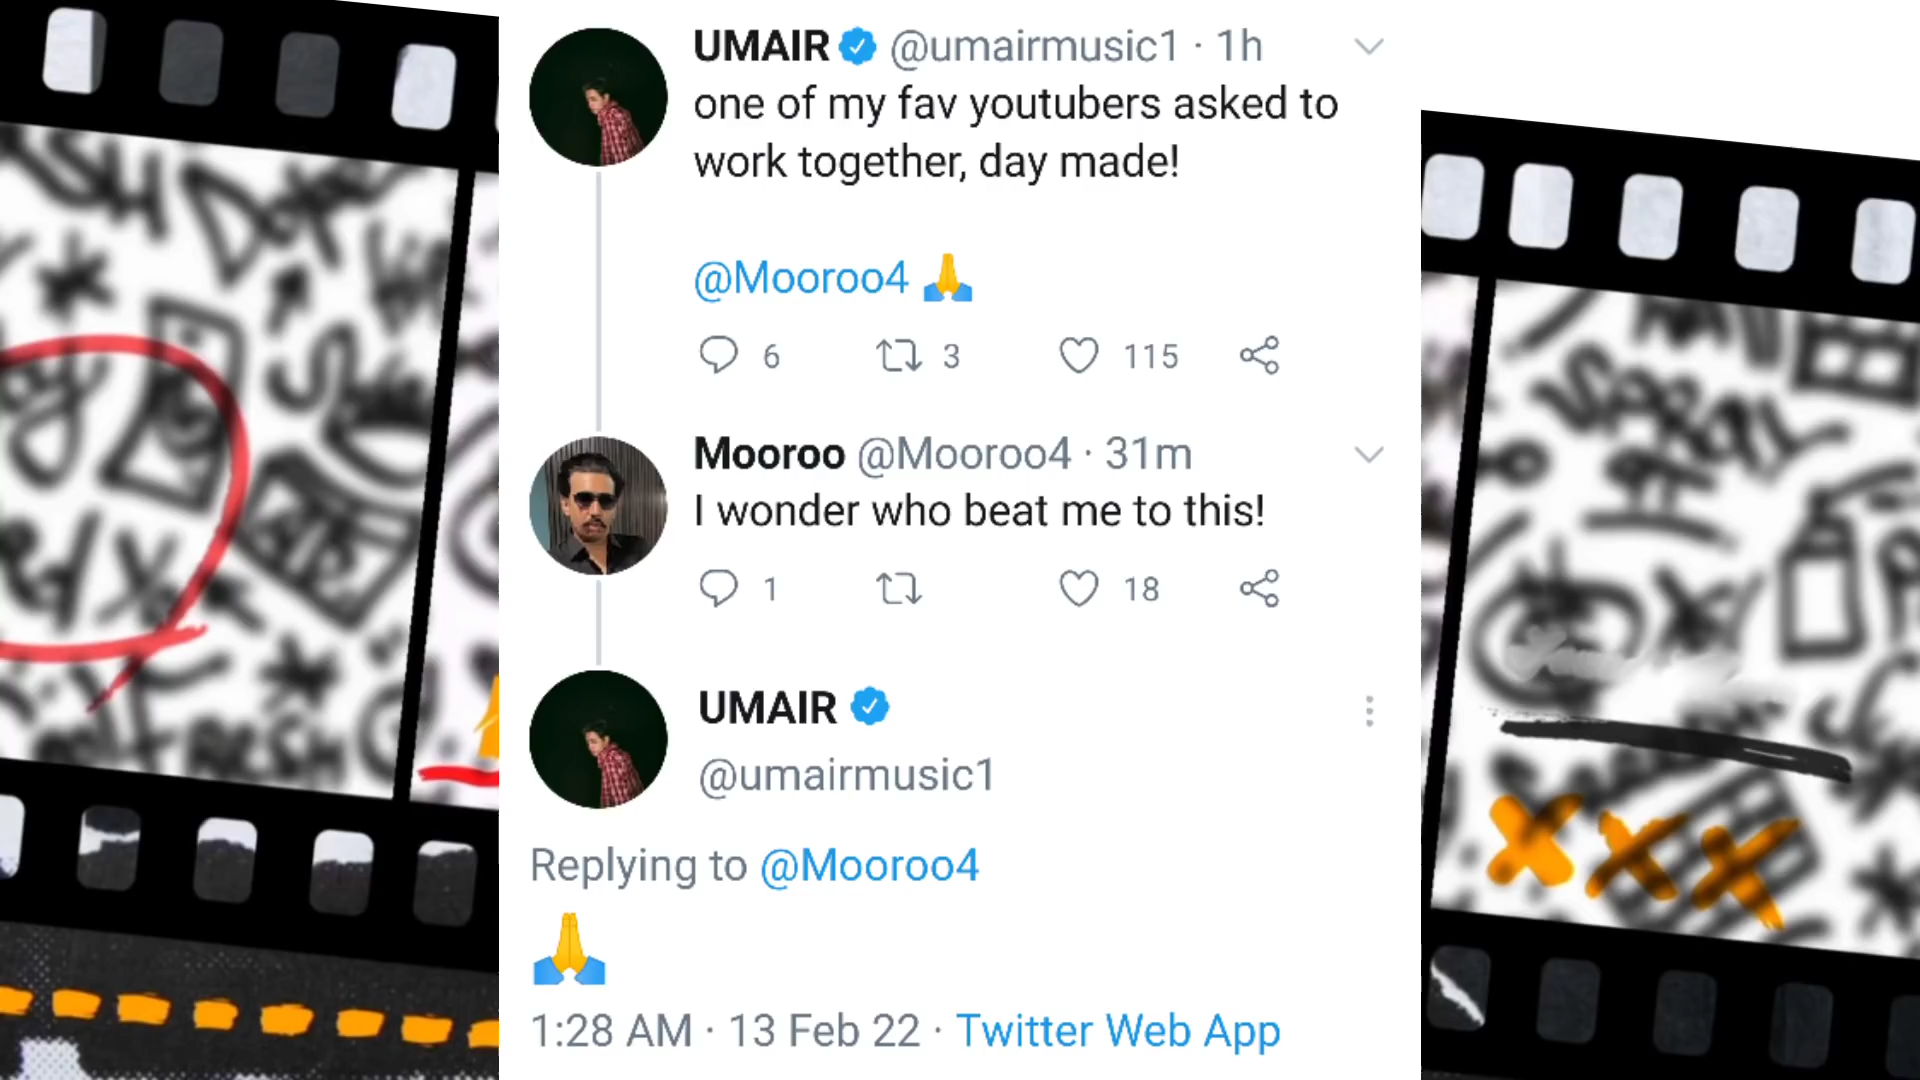 UMAIR @umairmusic1 · 1h
one of my fav youtubers asked to
work together, day made!
@Mooroo4 🙏
6 3 115
Mooroo @Mooroo4 · 31m
I wonder who beat me to this!
1 18
UMAIR
@umairmusic1
Replying to @Mooroo4
🙏
1:28 AM · 13 Feb 22 · Twitter Web App